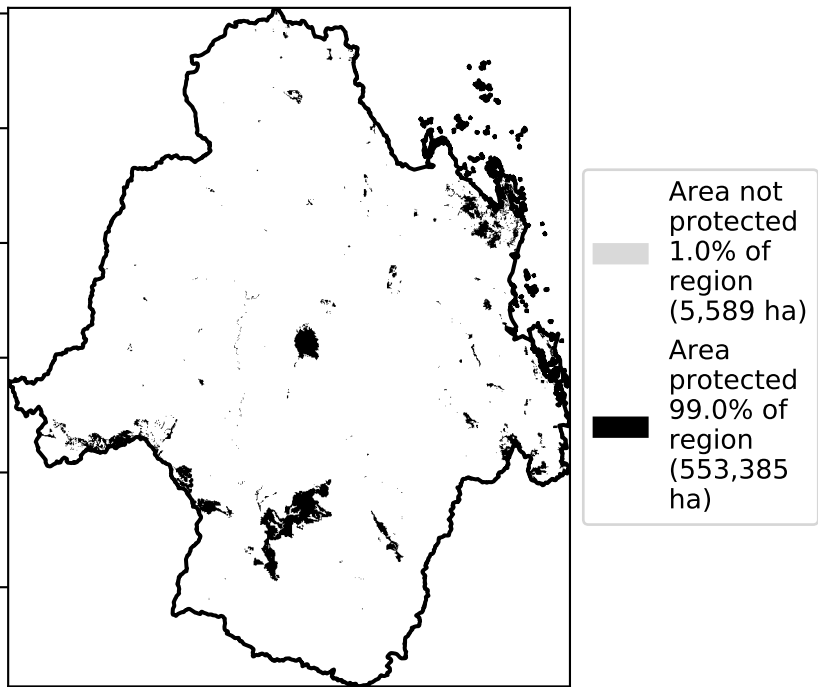 Area not
protected
1.0% of
region
(5,589 ha)
Area
protected
99.0% of
region
(553,385
ha)